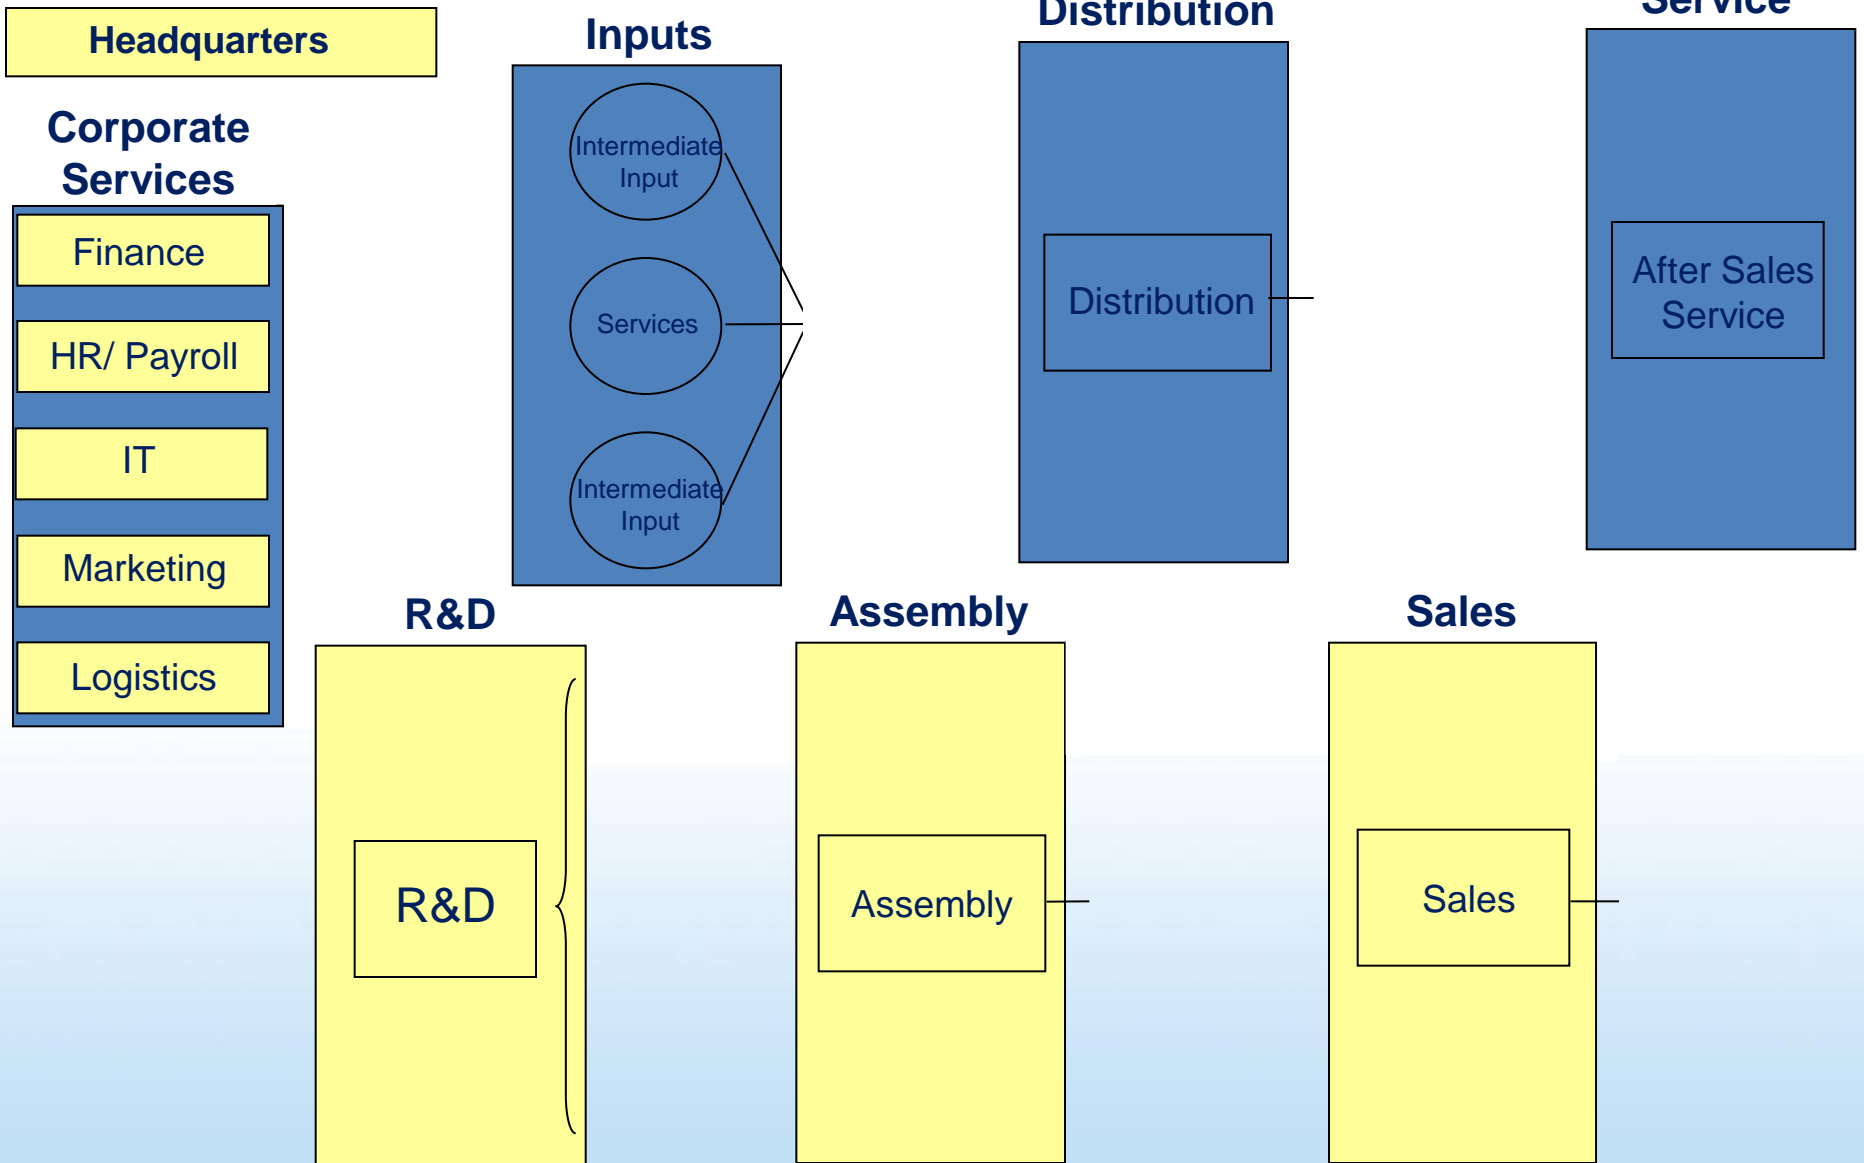 Headquarters
Corporate
Services
Finance
HR/ Payroll
IT
Marketing
Logistics
Inputs
Intermediate
Input
Services
Intermediate
Input
Distribution
Distribution
Service
After Sales
Service
R&D
R&D
Assembly
Assembly
Sales
Sales